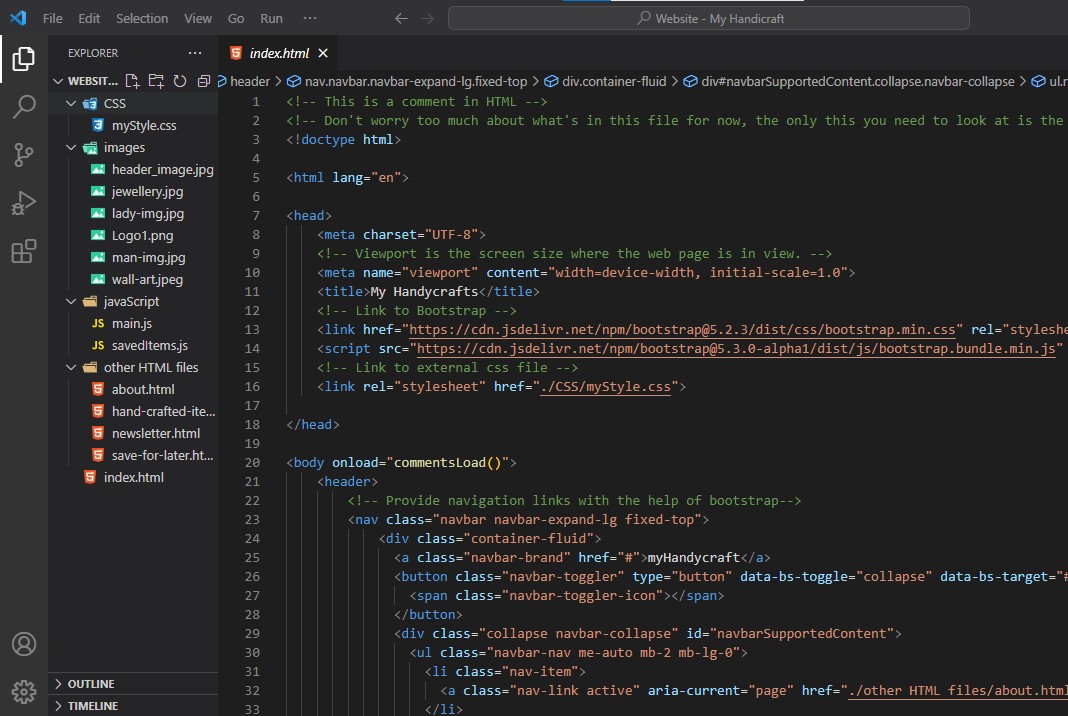 File Edit Selection View Go Run ··· Website - My Handicraft
EXPLORER ···
index.html
WEBSIT...
header > nav.navbar.navbar-expand-lg.fixed-top > div.container-fluid > div#navbarSupportedContent.collapse.navbar-collapse >
CSS
myStyle.css
images
header_image.jpg
jewellery.jpg
lady-img.jpg
Logo1.png
man-img.jpg
wall-art.jpeg
javaScript
JS main.js
JS savedItems.js
other HTML files
about.html
hand-crafted-ite...
newsletter.html
save-for-later.ht...
index.html
OUTLINE
TIMELINE
1 <!-- This is a comment in HTML -->
2 <!-- Don't worry too much about what's in this file for now, the only this you need to look at is the
3 <!doctype html>
4
5 <html lang="en">
6
7 <head>
8 <meta charset="UTF-8">
9 <!-- Viewport is the screen size where the web page is in view. -->
10 <meta name="viewport" content="width=device-width, initial-scale=1.0">
11 <title>My Handycrafts</title>
12 <!-- Link to Bootstrap -->
13 <link href="https://cdn.jsdelivr.net/npm/bootstrap@5.2.3/dist/css/bootstrap.min.css" rel="styleshe
14 <script src="https://cdn.jsdelivr.net/npm/bootstrap@5.3.0-alpha1/dist/js/bootstrap.bundle.min.js"
15 <!-- Link to external css file -->
16 <link rel="stylesheet" href="./CSS/myStyle.css">
17
18 </head>
19
20 <body onload="commentsLoad()">
21 <header>
22 <!-- Provide navigation links with the help of bootstrap-->
23 <nav class="navbar navbar-expand-lg fixed-top">
24 <div class="container-fluid">
25 <a class="navbar-brand" href="#">myHandycraft</a>
26 <button class="navbar-toggler" type="button" data-bs-toggle="collapse" data-bs-target="#
27 <span class="navbar-toggler-icon"></span>
28 </button>
29 <div class="collapse navbar-collapse" id="navbarSupportedContent">
30 <ul class="navbar-nav me-auto mb-2 mb-lg-0">
31 <li class="nav-item">
32 <a class="nav-link active" aria-current="page" href="./other HTML files/about.html
33 </li>